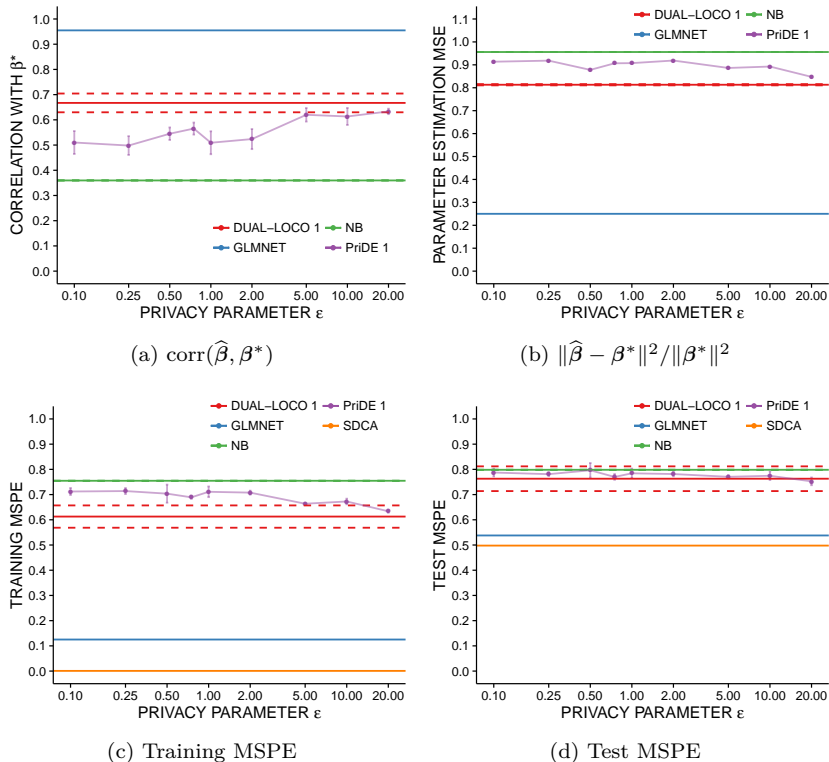 CORRELATION WITH β*
1.0
0.9
0.8
0.7
0.6
0.5
0.4
0.3
0.2
0.1
0.0
DUAL−LOCO 1
NB
GLMNET
PriDE 1
0.10 0.25 0.50 1.00 2.00 5.00 10.00 20.00
PRIVACY PARAMETER ε
(a) corr(β̂, β*)
PARAMETER ESTIMATION MSE
1.1
1.0
0.9
0.8
0.7
0.6
0.5
0.4
0.3
0.2
0.1
0.0
DUAL−LOCO 1
NB
GLMNET
PriDE 1
0.10 0.25 0.50 1.00 2.00 5.00 10.00 20.00
PRIVACY PARAMETER ε
(b) ‖β̂ − β*‖²/‖β*‖²
TRAINING MSPE
1.0
0.9
0.8
0.7
0.6
0.5
0.4
0.3
0.2
0.1
0.0
DUAL−LOCO 1
PriDE 1
GLMNET
SDCA
NB
0.10 0.25 0.50 1.00 2.00 5.00 10.00 20.00
PRIVACY PARAMETER ε
(c) Training MSPE
TEST MSPE
1.0
0.9
0.8
0.7
0.6
0.5
0.4
0.3
0.2
0.1
0.0
DUAL−LOCO 1
PriDE 1
GLMNET
SDCA
NB
0.10 0.25 0.50 1.00 2.00 5.00 10.00 20.00
PRIVACY PARAMETER ε
(d) Test MSPE